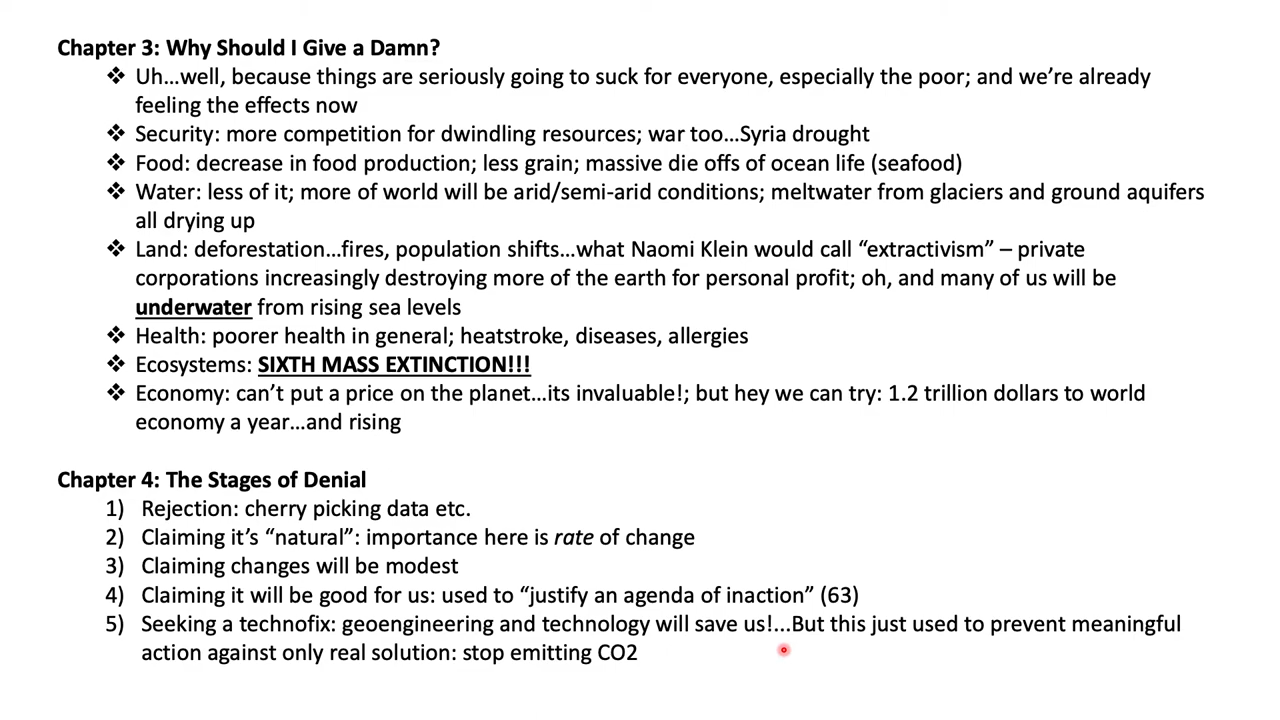 Chapter 3: Why Should I Give a Damn?
❖ Uh…well, because things are seriously going to suck for everyone, especially the poor; and we’re already
feeling the effects now
❖ Security: more competition for dwindling resources; war too…Syria drought
❖ Food: decrease in food production; less grain; massive die offs of ocean life (seafood)
❖ Water: less of it; more of world will be arid/semi-arid conditions; meltwater from glaciers and ground aquifers
all drying up
❖ Land: deforestation…fires, population shifts…what Naomi Klein would call “extractivism” – private
corporations increasingly destroying more of the earth for personal profit; oh, and many of us will be
underwater from rising sea levels
❖ Health: poorer health in general; heatstroke, diseases, allergies
❖ Ecosystems: SIXTH MASS EXTINCTION!!!
❖ Economy: can’t put a price on the planet…its invaluable!; but hey we can try: 1.2 trillion dollars to world
economy a year…and rising
Chapter 4: The Stages of Denial
1) Rejection: cherry picking data etc.
2) Claiming it’s “natural”: importance here is rate of change
3) Claiming changes will be modest
4) Claiming it will be good for us: used to “justify an agenda of inaction” (63)
5) Seeking a technofix: geoengineering and technology will save us!...But this just used to prevent meaningful
action against only real solution: stop emitting CO2